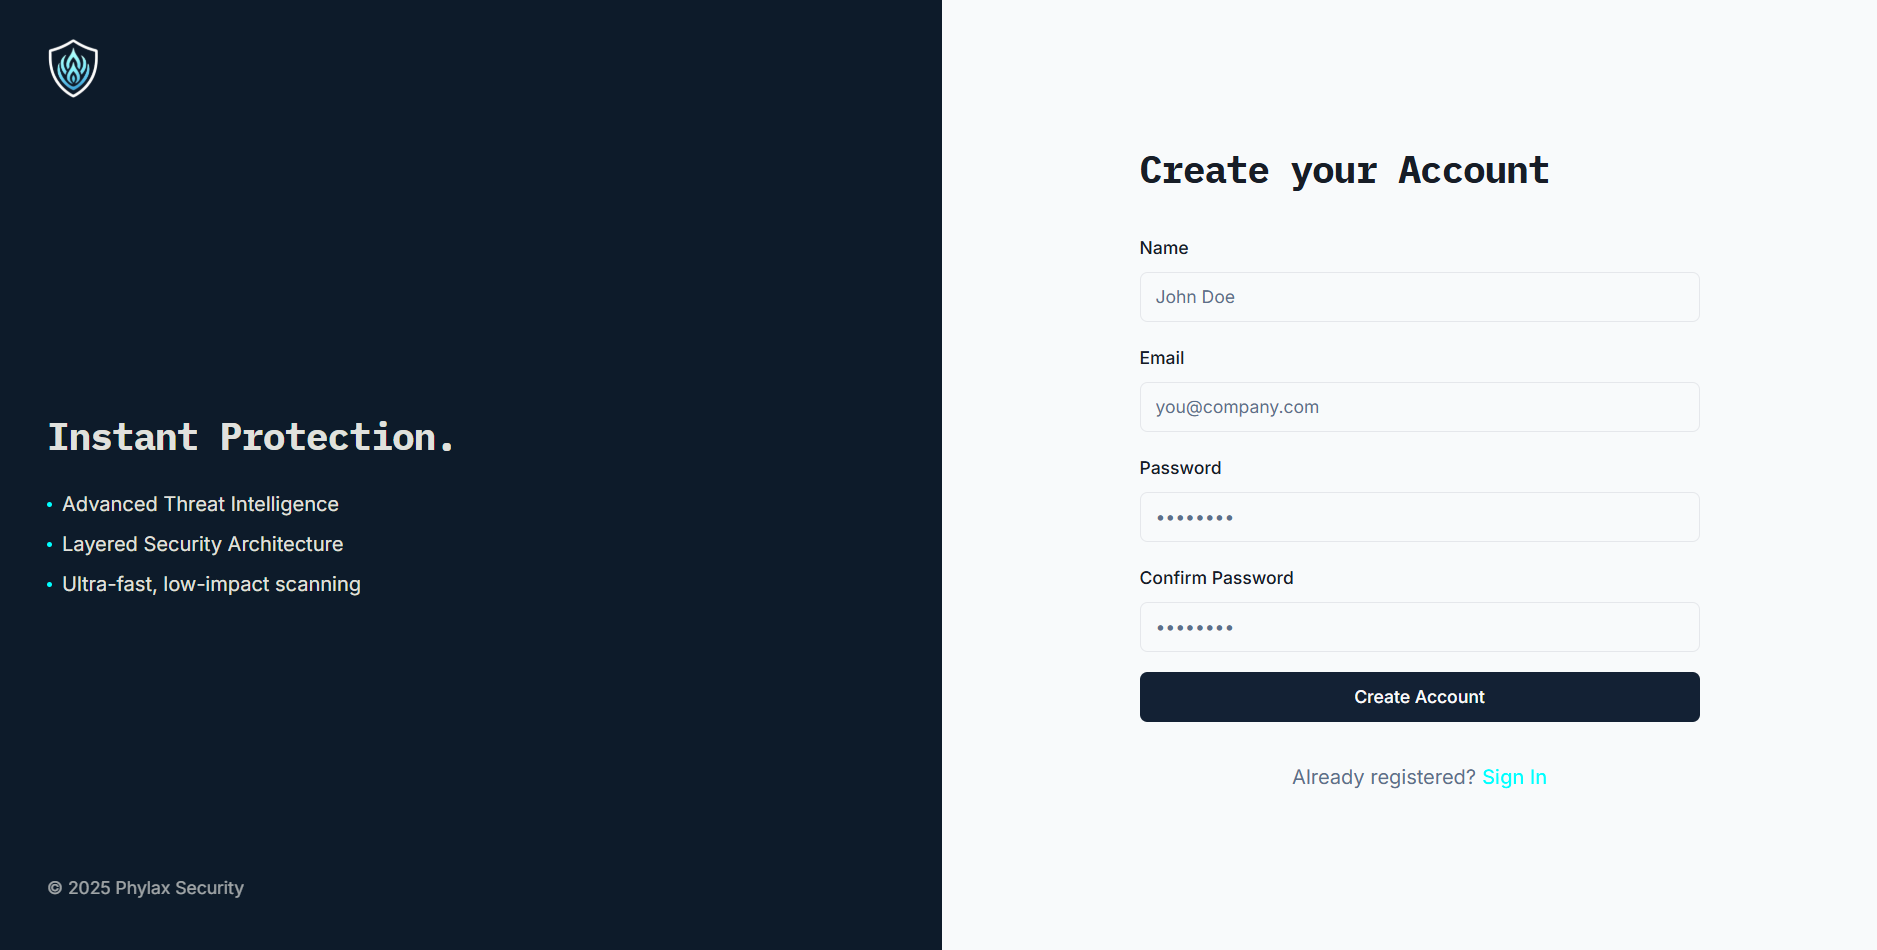 Instant Protection.
• Advanced Threat Intelligence
• Layered Security Architecture
• Ultra-fast, low-impact scanning
© 2025 Phylax Security
Create your Account
Name
John Doe
Email
you@company.com
Password
••••••••
Confirm Password
••••••••
Create Account
Already registered? Sign In